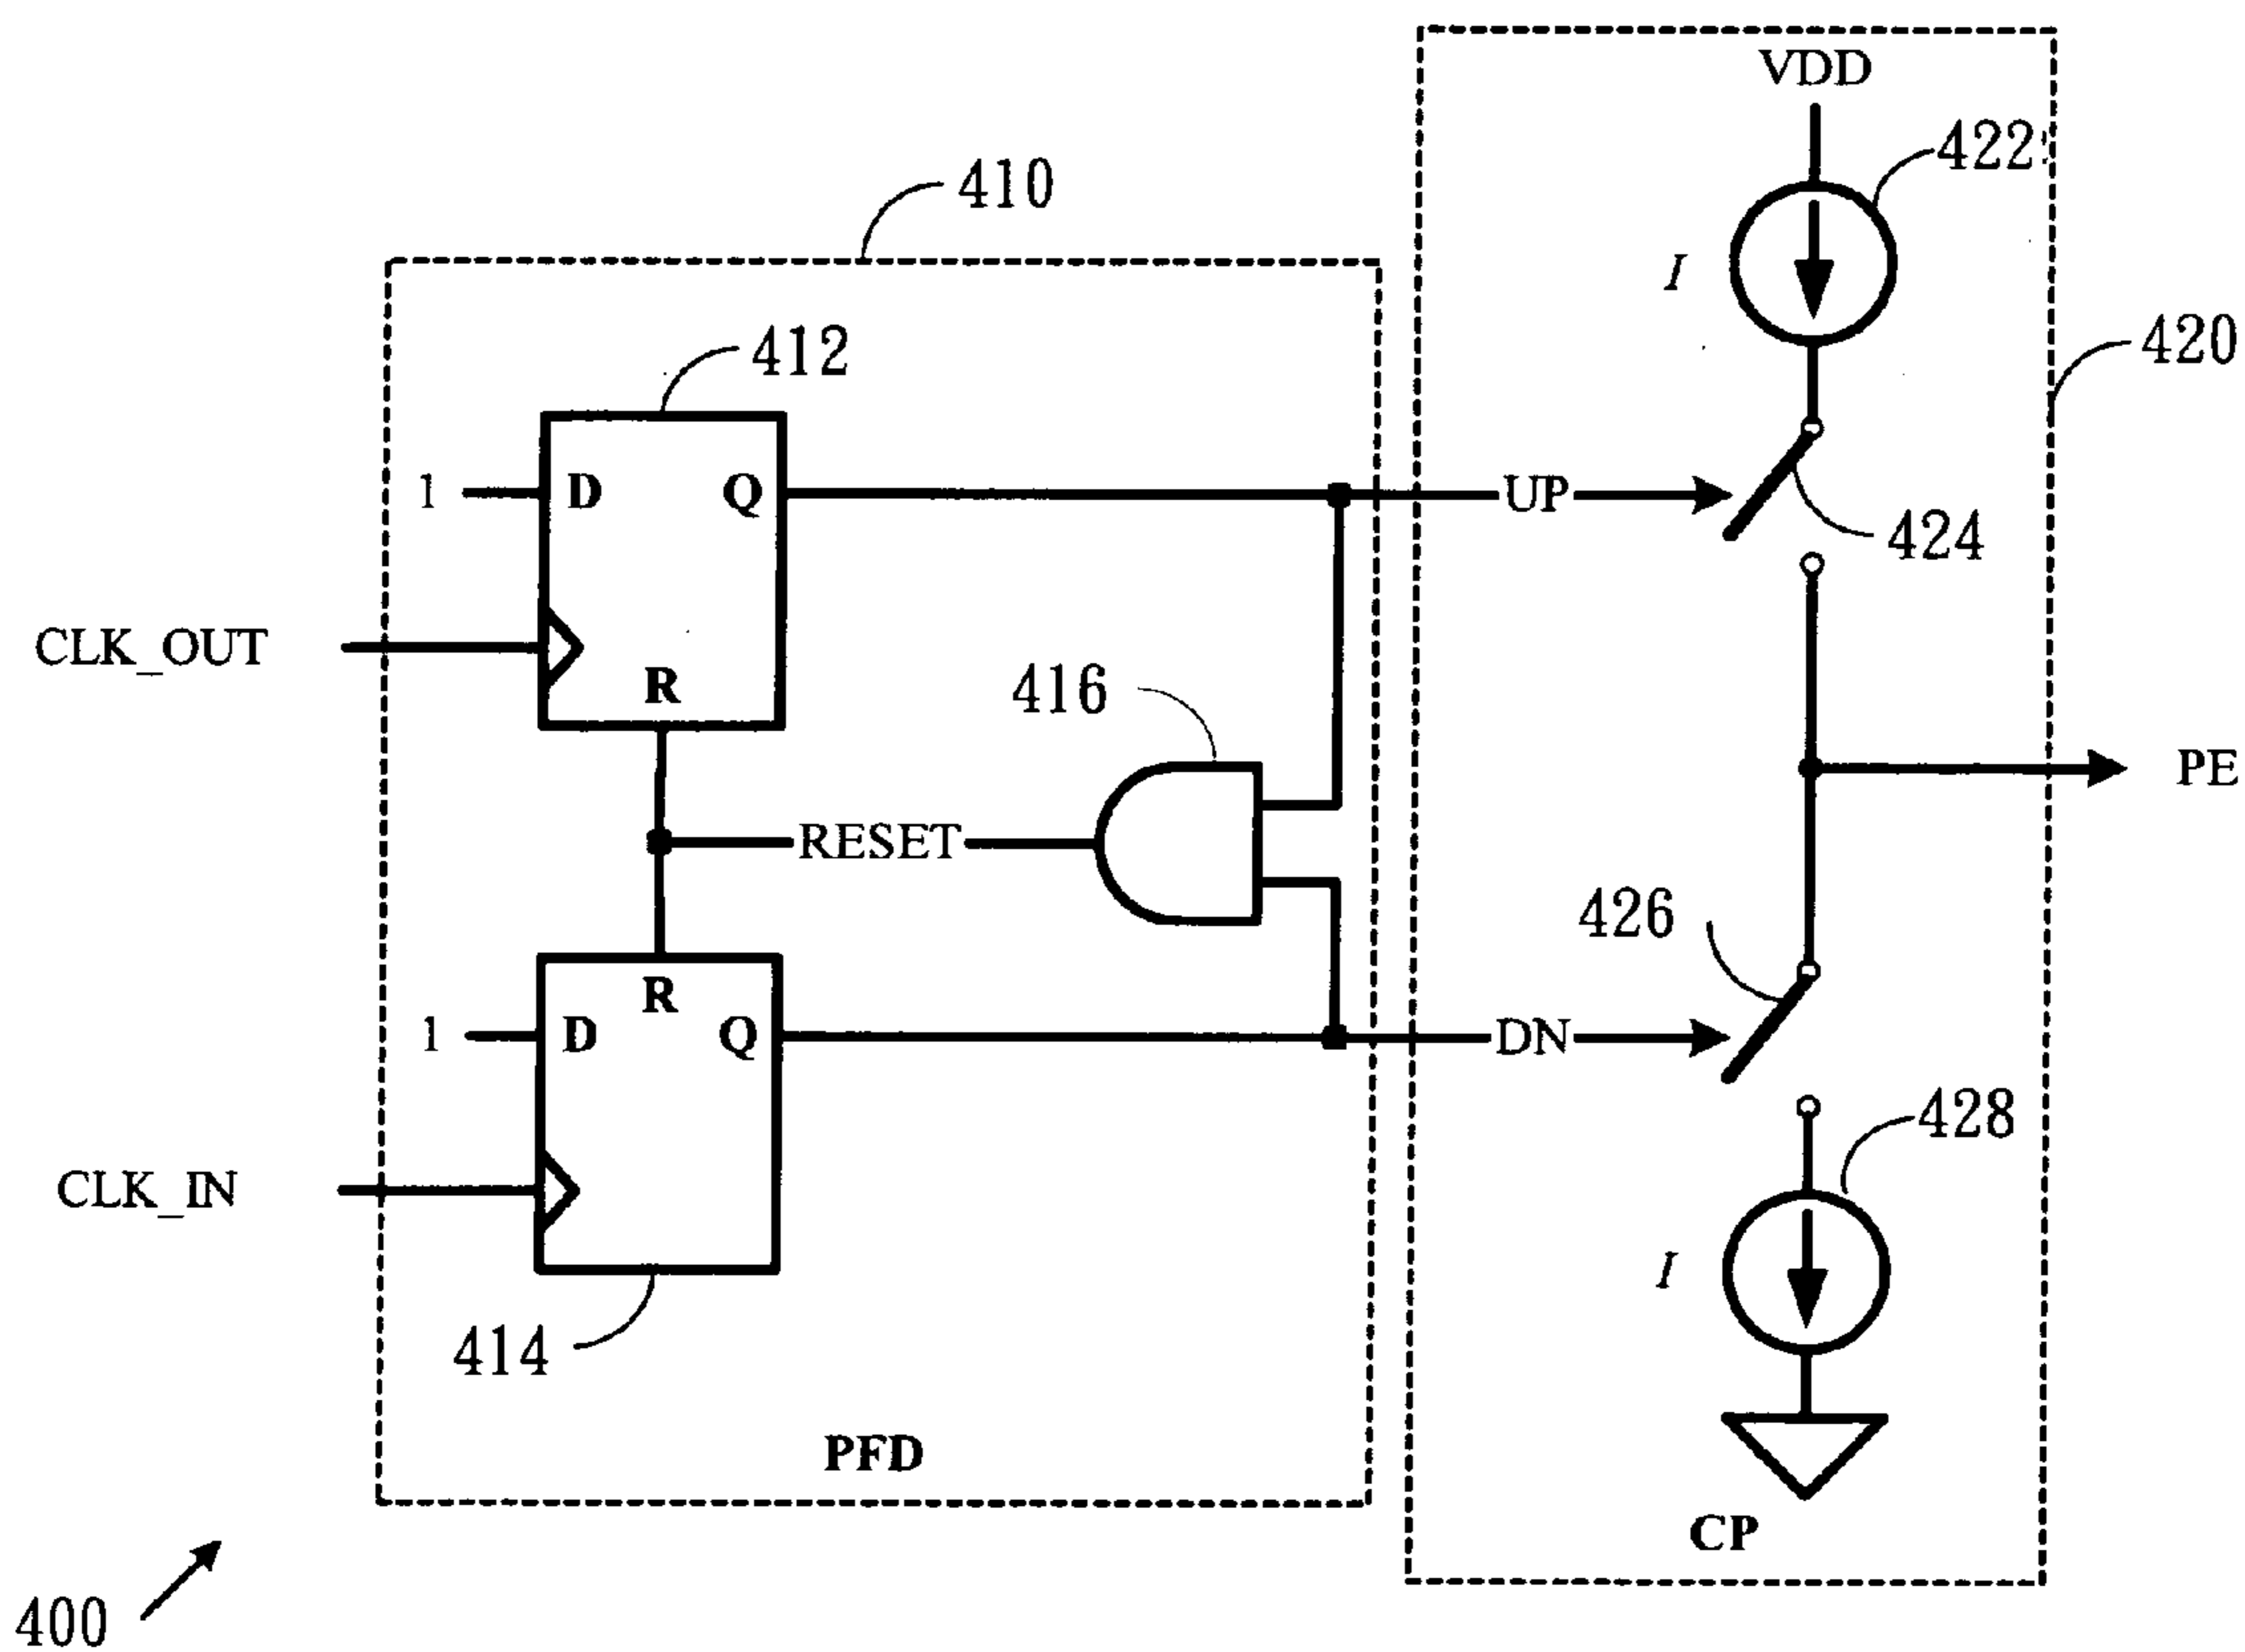 VDD
422
410
I
420
412
1
D
Q
UP
424
CLK_OUT
R
416
PE
RESET
426
R
1
D
Q
DN
428
CLK_IN
I
414
PFD
CP
400